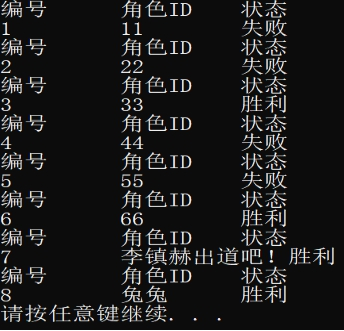 编号 角色ID 状态
1 11 失败
编号 角色ID 状态
2 22 失败
编号 角色ID 状态
3 33 胜利
编号 角色ID 状态
4 44 失败
编号 角色ID 状态
5 55 失败
编号 角色ID 状态
6 66 胜利
编号 角色ID 状态
7 李镇赫出道吧！胜利
编号 角色ID 状态
8 兔兔 胜利
请按任意键继续. . .